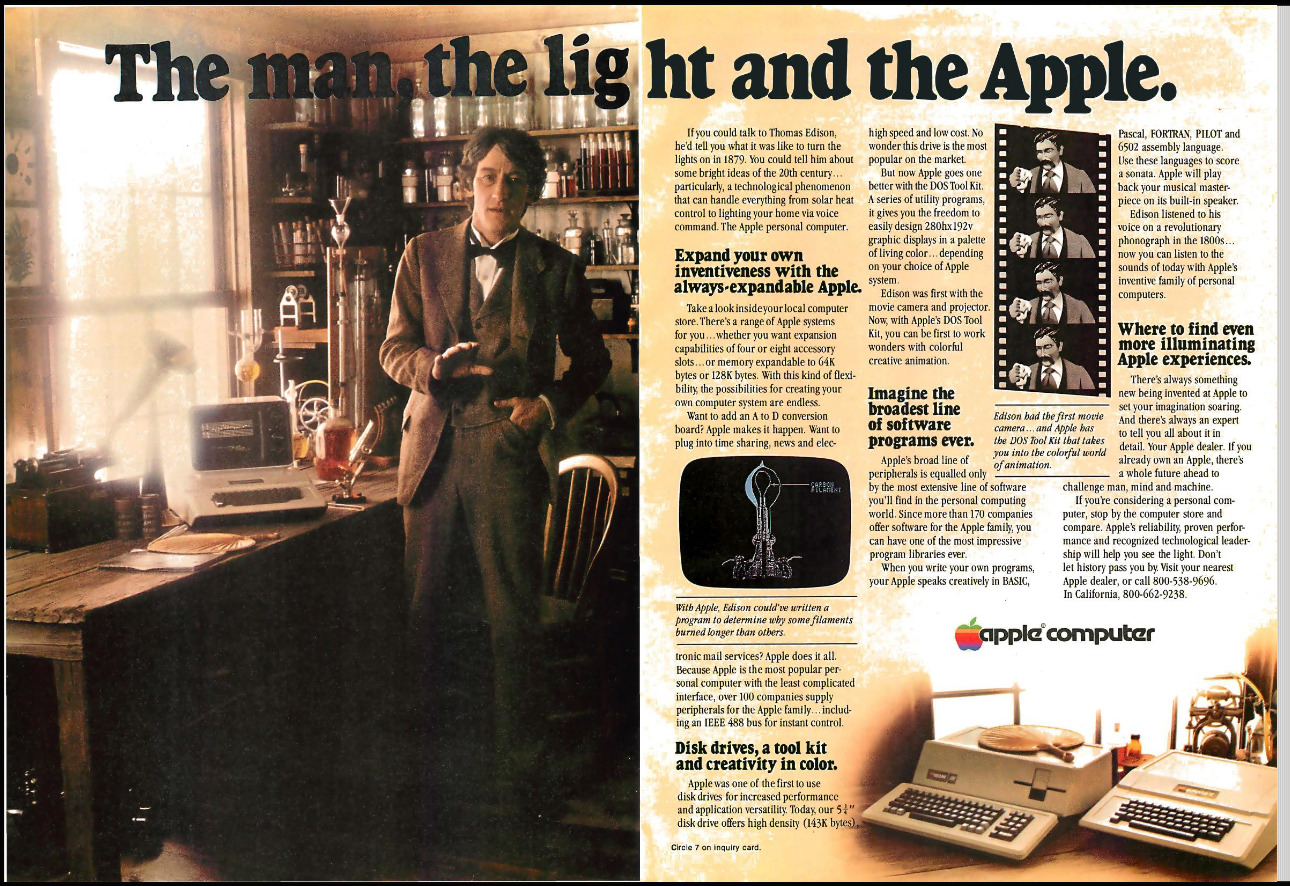 The man, the light and the Apple.
If you could talk to Thomas Edison,
he'd tell you what it was like to turn the
lights on in 1879. You could tell him about
some bright ideas of the 20th century...
particularly, a technological phenomenon
that can handle everything from solar heat
control to lighting your home via voice
command. The Apple personal computer.
Expand your own
inventiveness with the
always-expandable Apple.
Take a look inside your local computer
store. There's a range of Apple systems
for you...whether you want expansion
capabilities of four or eight accessory
slots...or memory expandable to 64K
bytes or 128K bytes. With this kind of flexi-
bility, the possibilities for creating your
own computer system are endless.
Want to add an A to D conversion
board? Apple makes it happen. Want to
plug into time sharing, news and elec-
CARBON
FILAMENT
With Apple, Edison could've written a
program to determine why some filaments
burned longer than others.
tronic mail services? Apple does it all.
Because Apple is the most popular per-
sonal computer with the least complicated
interface, over 100 companies supply
peripherals for the Apple family...includ-
ing an IEEE 488 bus for instant control.
Disk drives, a tool kit
and creativity in color.
Apple was one of the first to use
disk drives for increased performance
and application versatility. Today, our 5¼"
disk drive offers high density (143K bytes),
Circle 7 on inquiry card.
high speed and low cost. No
wonder this drive is the most
popular on the market.
But now Apple goes one
better with the DOS Tool Kit.
A series of utility programs,
it gives you the freedom to
easily design 280hx192v
graphic displays in a palette
of living color...depending
on your choice of Apple
system.
Edison was first with the
movie camera and projector.
Now, with Apple's DOS Tool
Kit, you can be first to work
wonders with colorful
creative animation.
Imagine the
broadest line
of software
programs ever.
Apple's broad line of
peripherals is equalled only
by the most extensive line of software
you'll find in the personal computing
world. Since more than 170 companies
offer software for the Apple family, you
can have one of the most impressive
program libraries ever.
When you write your own programs,
your Apple speaks creatively in BASIC,
Edison had the first movie
camera...and Apple has
the DOS Tool Kit that takes
you into the colorful world
of animation.
Pascal, FORTRAN, PILOT and
6502 assembly language.
Use these languages to score
a sonata. Apple will play
back your musical master-
piece on its built-in speaker.
Edison listened to his
voice on a revolutionary
phonograph in the 1800s...
now you can listen to the
sounds of today with Apple's
inventive family of personal
computers.
Where to find even
more illuminating
Apple experiences.
There's always something
new being invented at Apple to
set your imagination soaring.
And there's always an expert
to tell you all about it in
detail. Your Apple dealer. If you
already own an Apple, there's
a whole future ahead to
challenge man, mind and machine.
If you're considering a personal com-
puter, stop by the computer store and
compare. Apple's reliability, proven perfor-
mance and recognized technological leader-
ship will help you see the light. Don't
let history pass you by. Visit your nearest
Apple dealer, or call 800-538-9696.
In California, 800-662-9238.
apple® computer